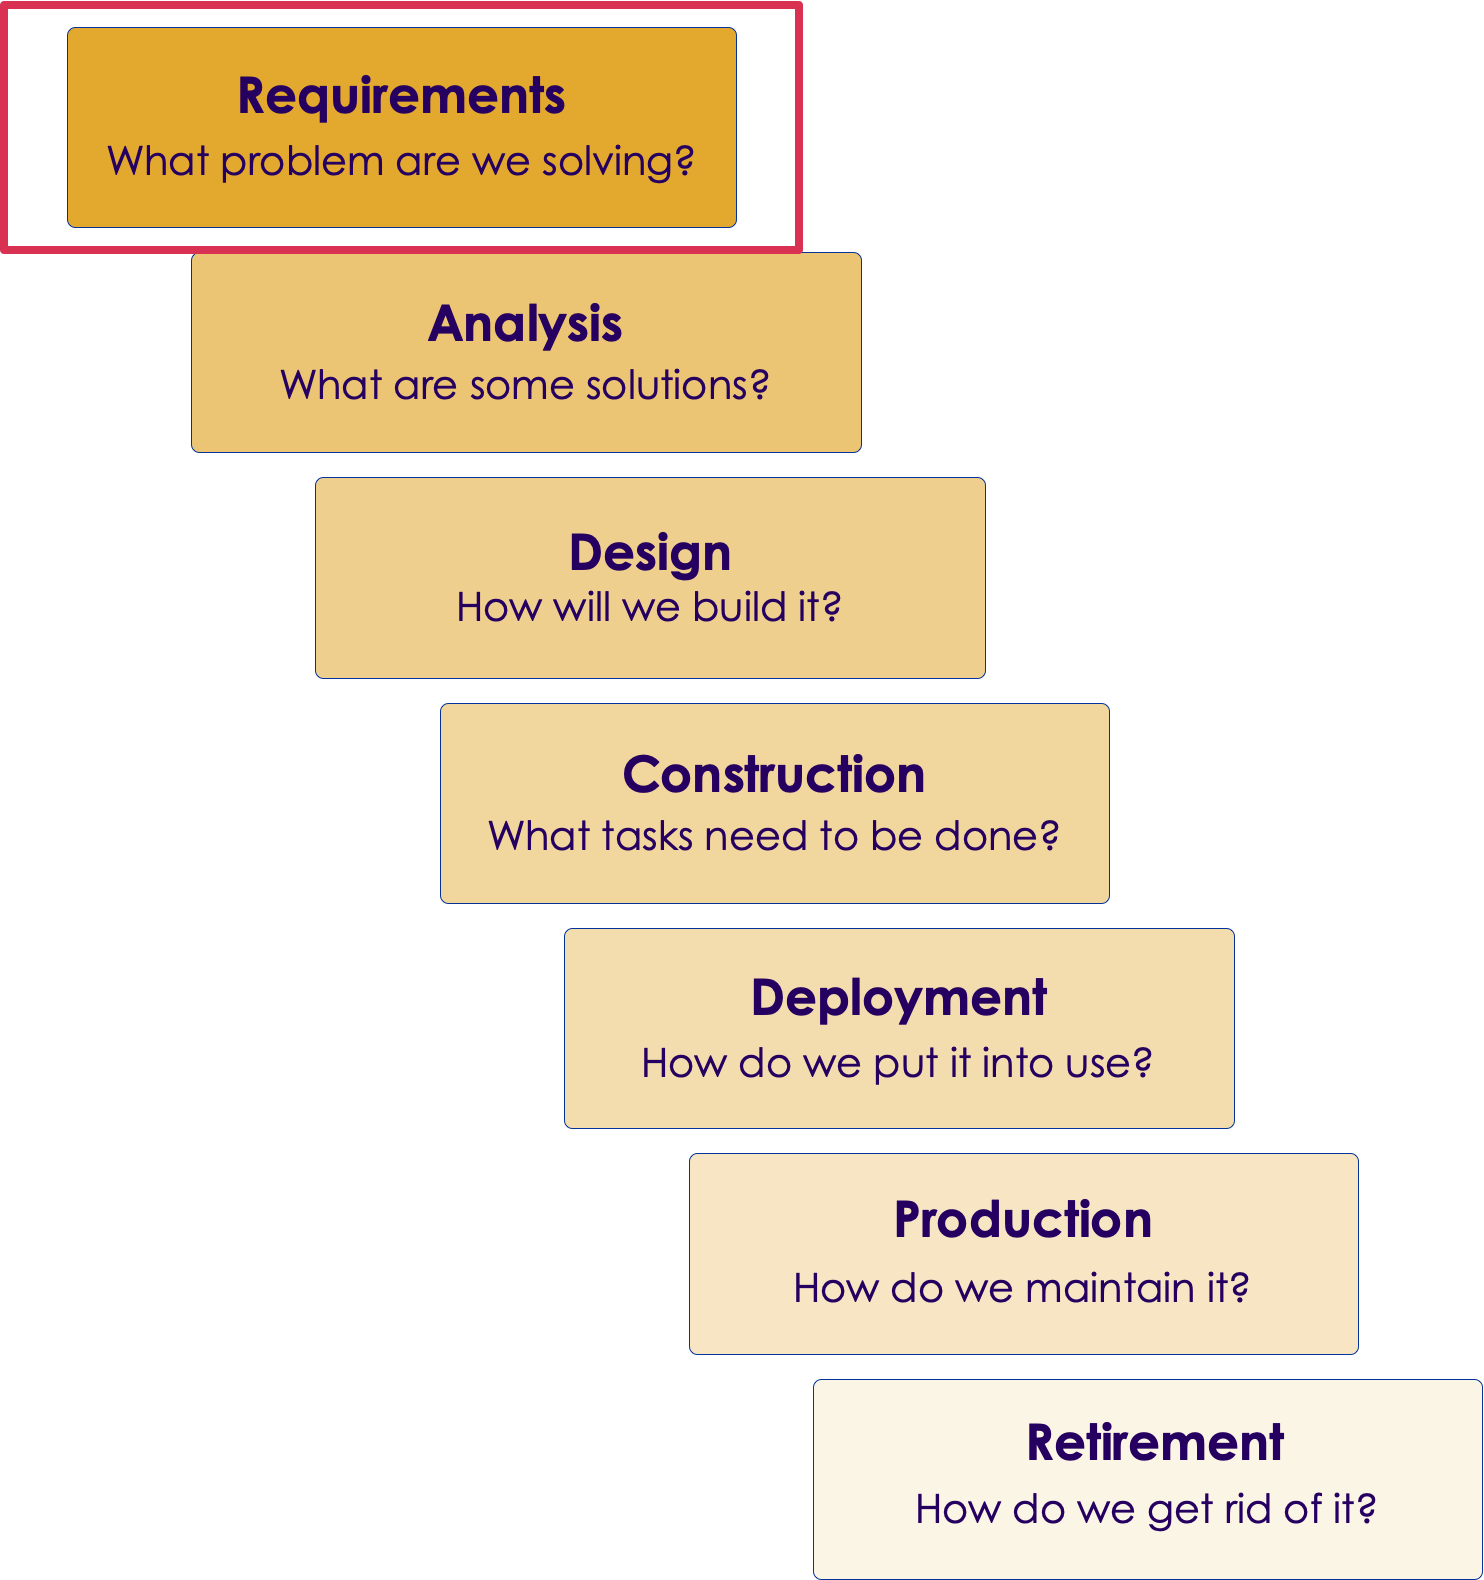 Requirements
What problem are we solving?
Analysis
What are some solutions?
Design
How will we build it?
Construction
What tasks need to be done?
Deployment
How do we put it into use?
Production
How do we maintain it?
Retirement
How do we get rid of it?